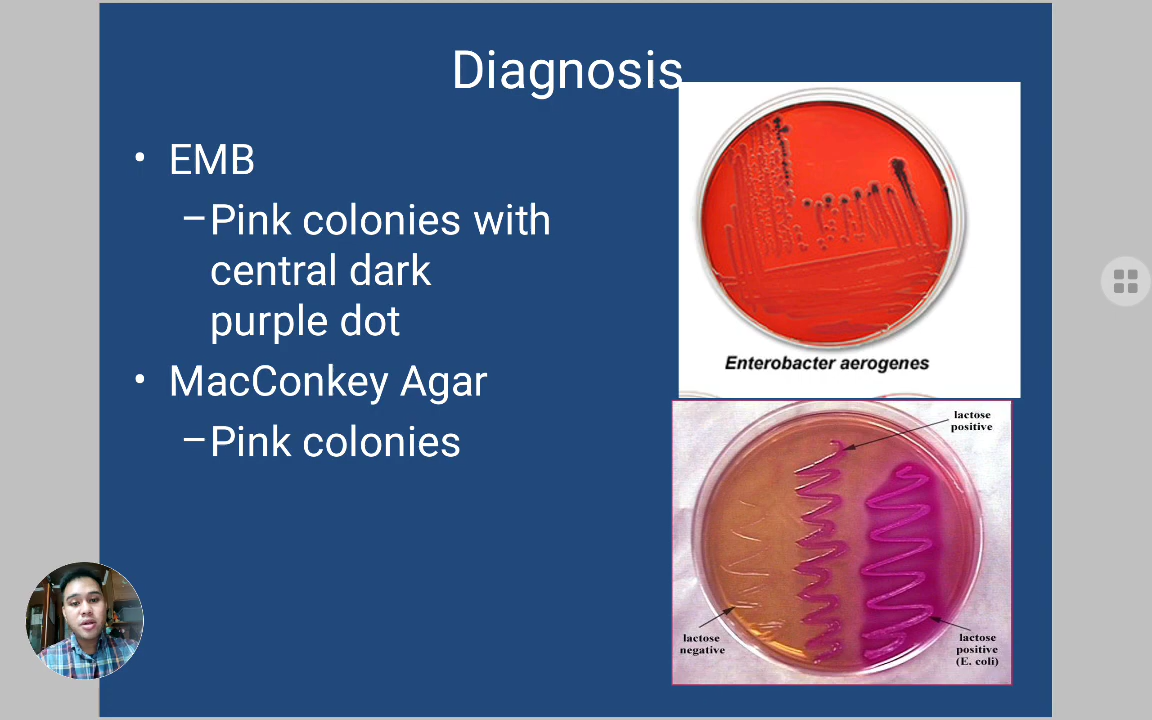 Diagnosis
• EMB
–Pink colonies with
central dark
purple dot
• MacConkey Agar
–Pink colonies
Enterobacter aerogenes
lactose
positive
lactose
negative
lactose
positive
(E. coli)